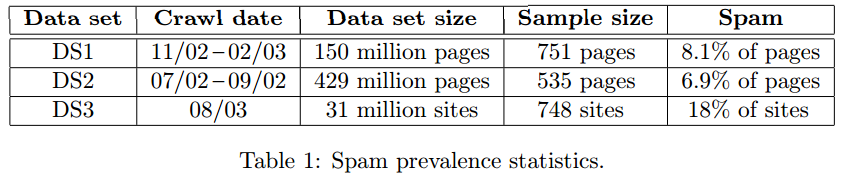 Data set Crawl date Data set size Sample size Spam
DS1 11/02–02/03 150 million pages 751 pages 8.1% of pages
DS2 07/02–09/02 429 million pages 535 pages 6.9% of pages
DS3 08/03 31 million sites 748 sites 18% of sites
Table 1: Spam prevalence statistics.